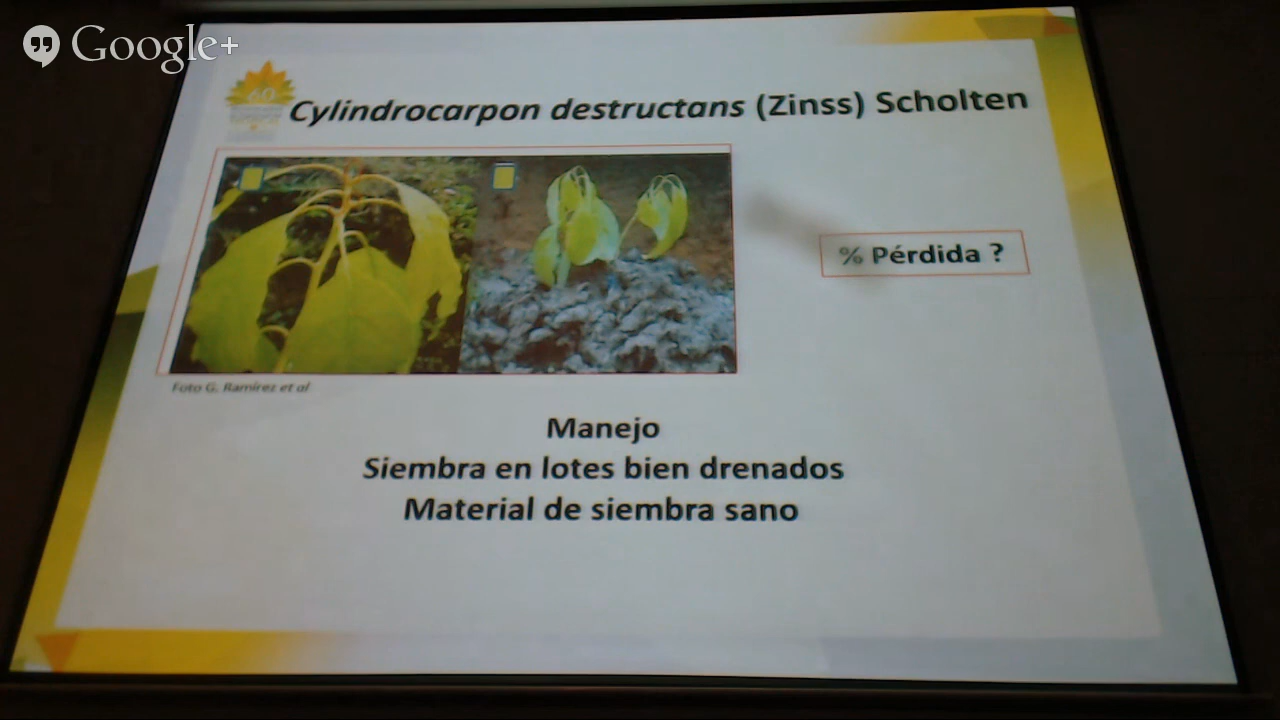 Google+
60
Cylindrocarpon destructans (Zinss) Scholten
% Pérdida ?
Foto G. Ramírez et al
Manejo
Siembra en lotes bien drenados
Material de siembra sano